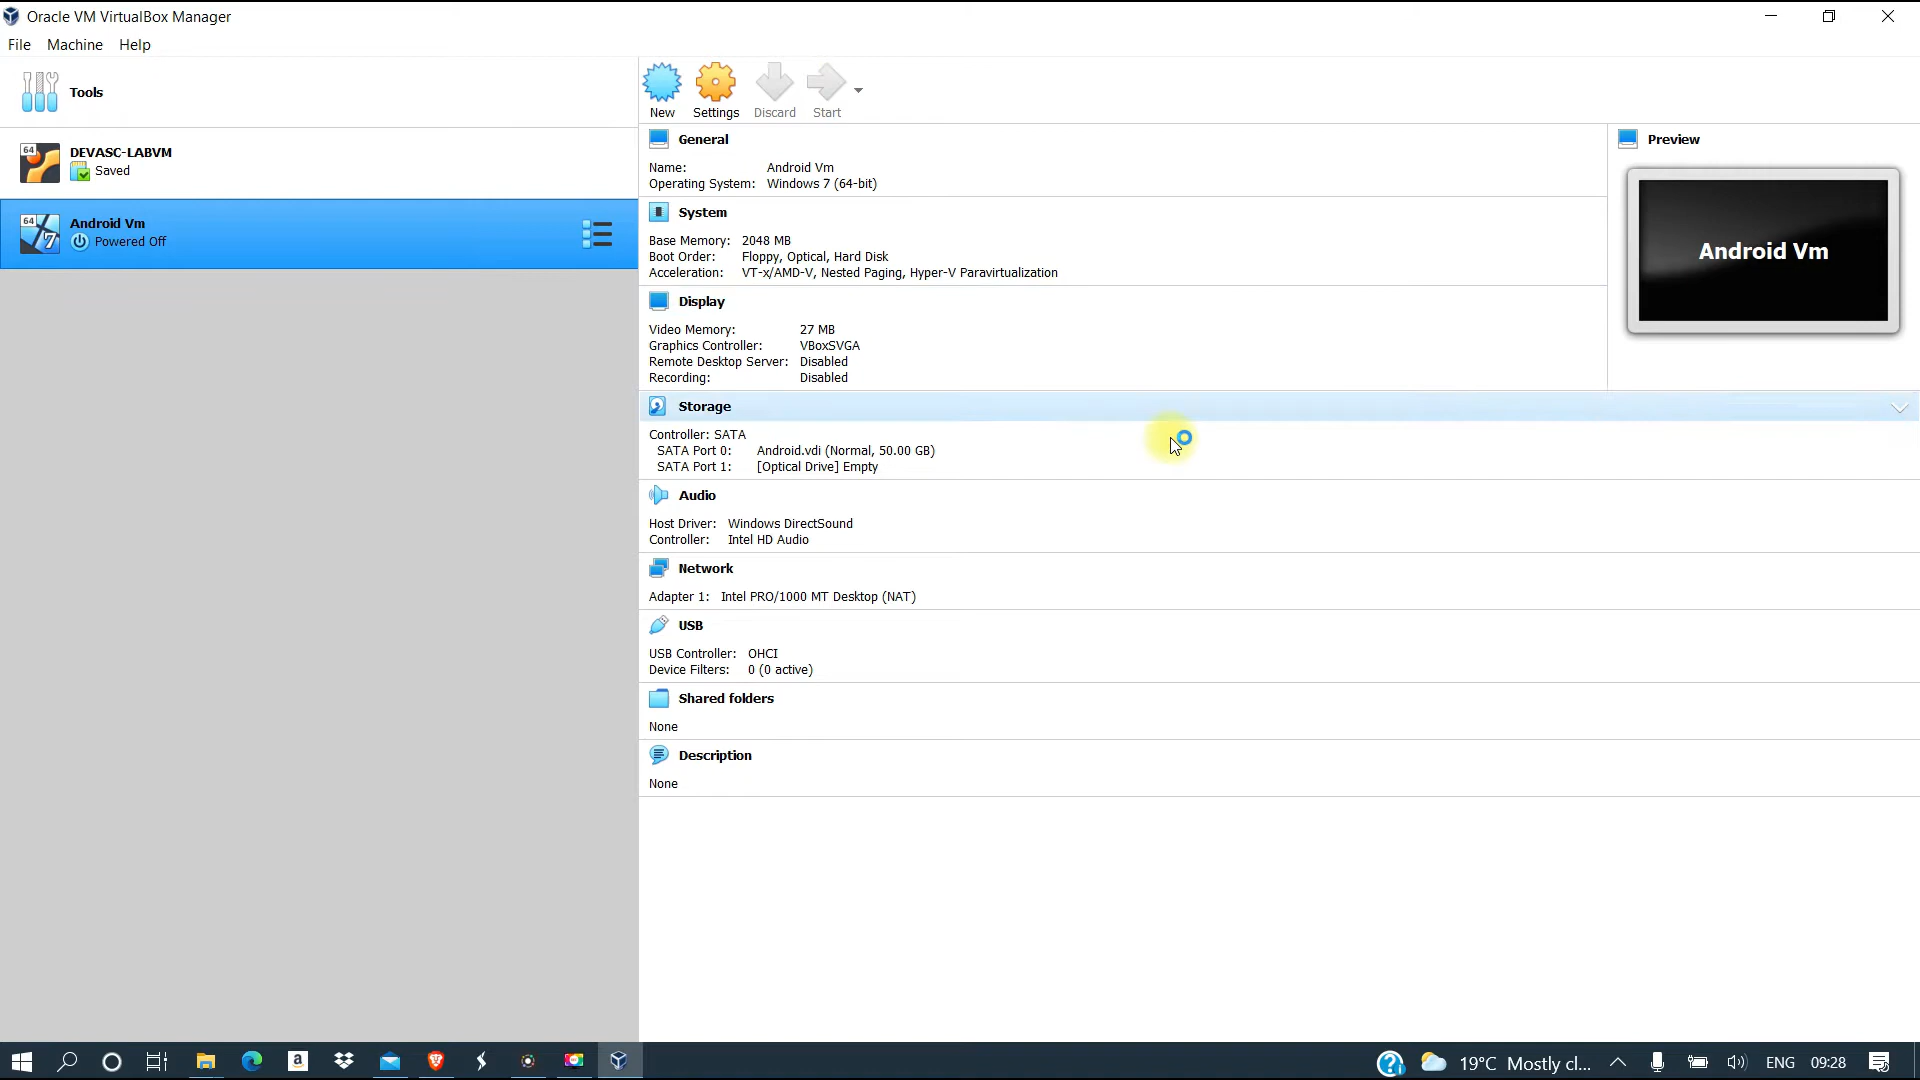 Oracle VM VirtualBox Manager
File Machine Help
Tools
New Settings Discard Start
64 DEVASC-LABVM
Saved
64 7 Android Vm
Powered Off
General
Name: Android Vm
Operating System: Windows 7 (64-bit)
System
Base Memory: 2048 MB
Boot Order: Floppy, Optical, Hard Disk
Acceleration: VT-x/AMD-V, Nested Paging, Hyper-V Paravirtualization
Display
Video Memory: 27 MB
Graphics Controller: VBoxSVGA
Remote Desktop Server: Disabled
Recording: Disabled
Preview
Android Vm
Storage
Controller: SATA
SATA Port 0: Android.vdi (Normal, 50.00 GB)
SATA Port 1: [Optical Drive] Empty
Audio
Host Driver: Windows DirectSound
Controller: Intel HD Audio
Network
Adapter 1: Intel PRO/1000 MT Desktop (NAT)
USB
USB Controller: OHCI
Device Filters: 0 (0 active)
Shared folders
None
Description
None
a
19°C Mostly cl... ENG 09:28